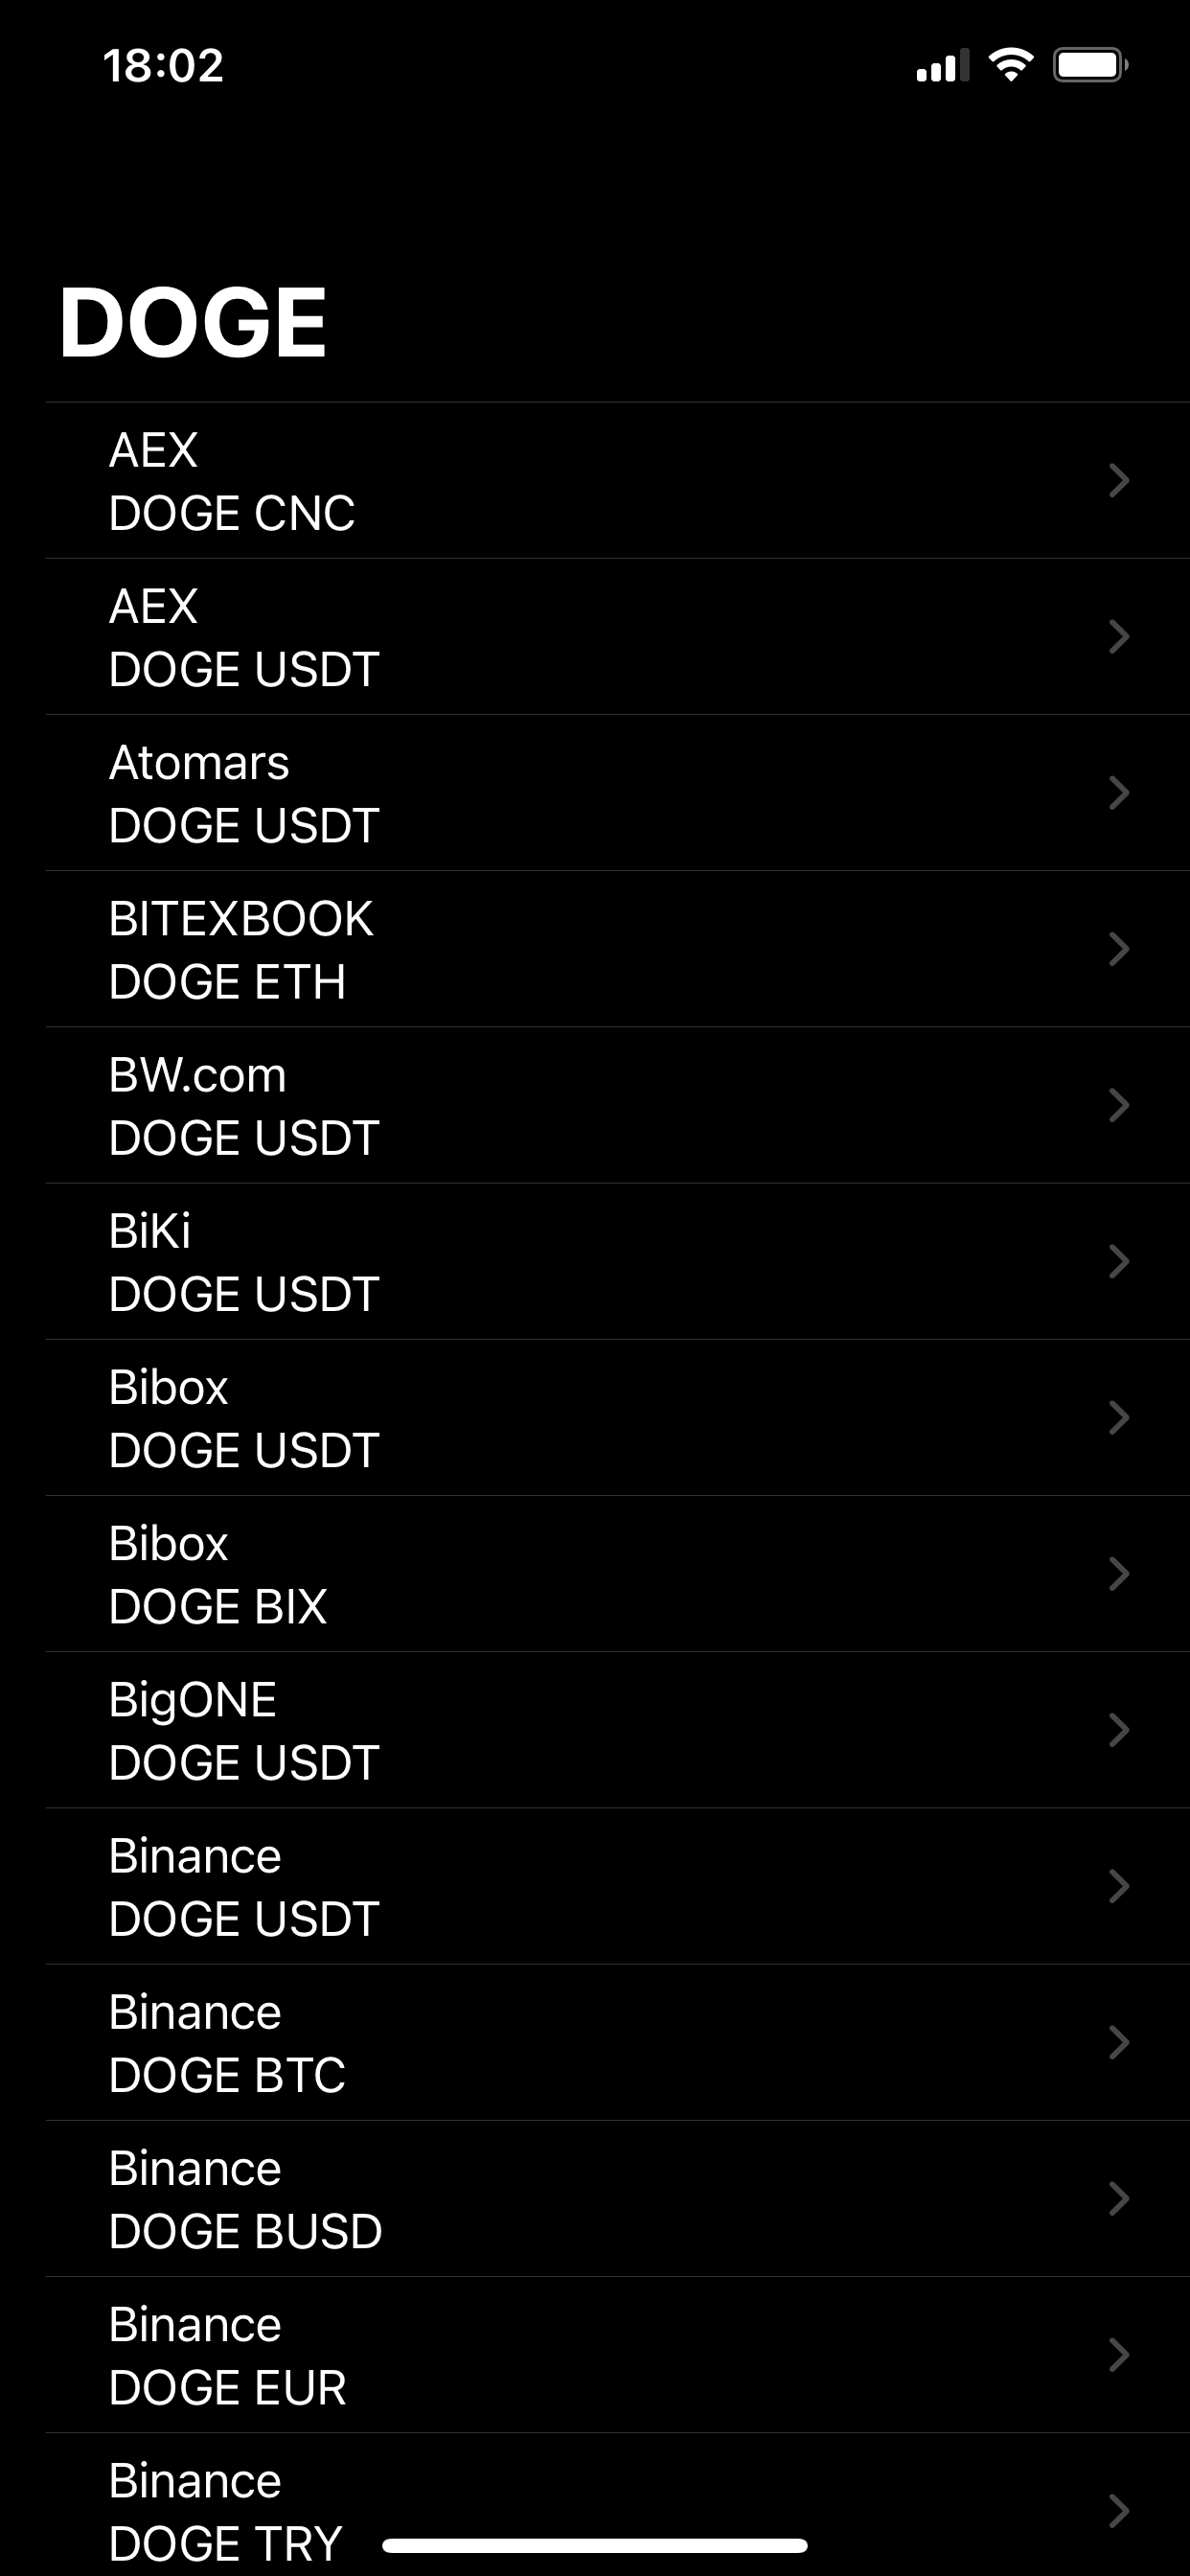 18:02
DOGE
AEX
DOGE CNC
AEX
DOGE USDT
Atomars
DOGE USDT
BITEXBOOK
DOGE ETH
BW.com
DOGE USDT
BiKi
DOGE USDT
Bibox
DOGE USDT
Bibox
DOGE BIX
BigONE
DOGE USDT
Binance
DOGE USDT
Binance
DOGE BTC
Binance
DOGE BUSD
Binance
DOGE EUR
Binance
DOGE TRY